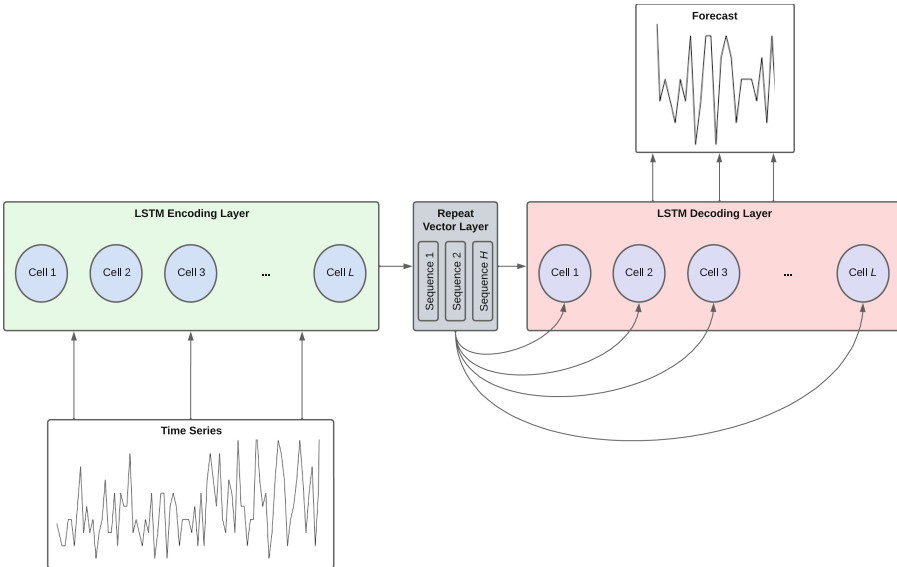 Forecast
LSTM Encoding Layer
Cell 1
Cell 2
Cell 3
...
Cell L
Repeat
Vector Layer
Sequence 1
Sequence 2
Sequence H
LSTM Decoding Layer
Cell 1
Cell 2
Cell 3
...
Cell L
Time Series